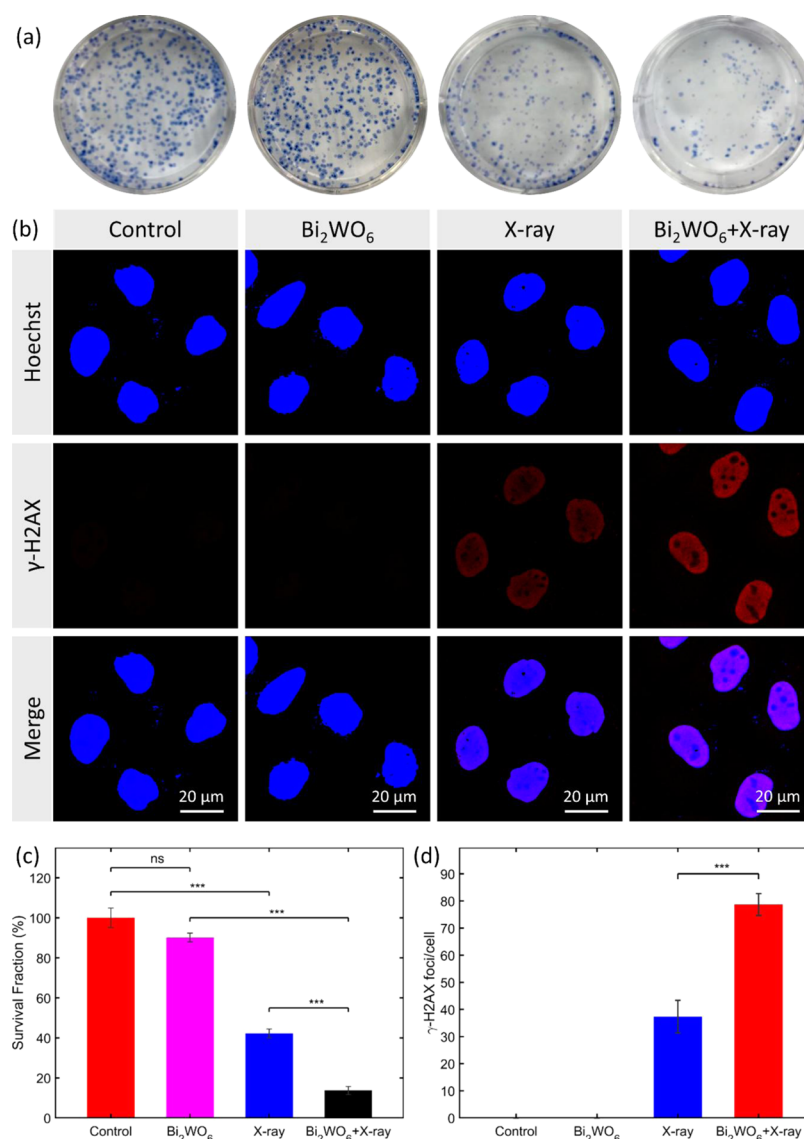 (a)
(b)
Control
Bi₂WO₆
X-ray
Bi₂WO₆+X-ray
Hoechst
γ-H2AX
Merge
20 μm
20 μm
20 μm
20 μm
(c)
ns
***
***
***
Survival Fraction (%)
120
100
80
60
40
20
0
Control
Bi₂WO₆
X-ray
Bi₂WO₆+X-ray
(d)
***
γ-H2AX foci/cell
90
80
70
60
50
40
30
20
10
0
Control
Bi₂WO₆
X-ray
Bi₂WO₆+X-ray